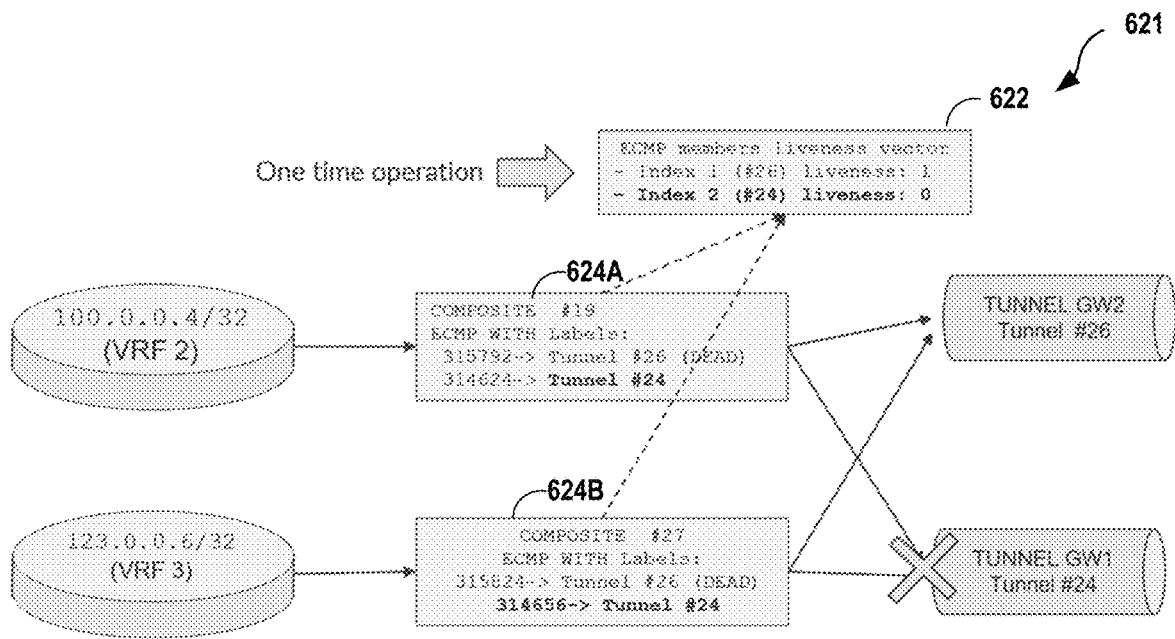 621
622
ECMP members liveness vector
- Index 1 (#26) liveness: 1
- Index 2 (#24) liveness: 0
One time operation
624A
100.0.0.4/32
(VRF 2)
COMPOSITE #19
ECMP WITH Labels:
315792-> Tunnel #26 (DEAD)
314624-> Tunnel #24
TUNNEL GW2
Tunnel #26
624B
123.0.0.6/32
(VRF 3)
COMPOSITE #27
ECMP WITH Labels:
315824-> Tunnel #26 (DEAD)
314656-> Tunnel #24
TUNNEL GW1
Tunnel #24